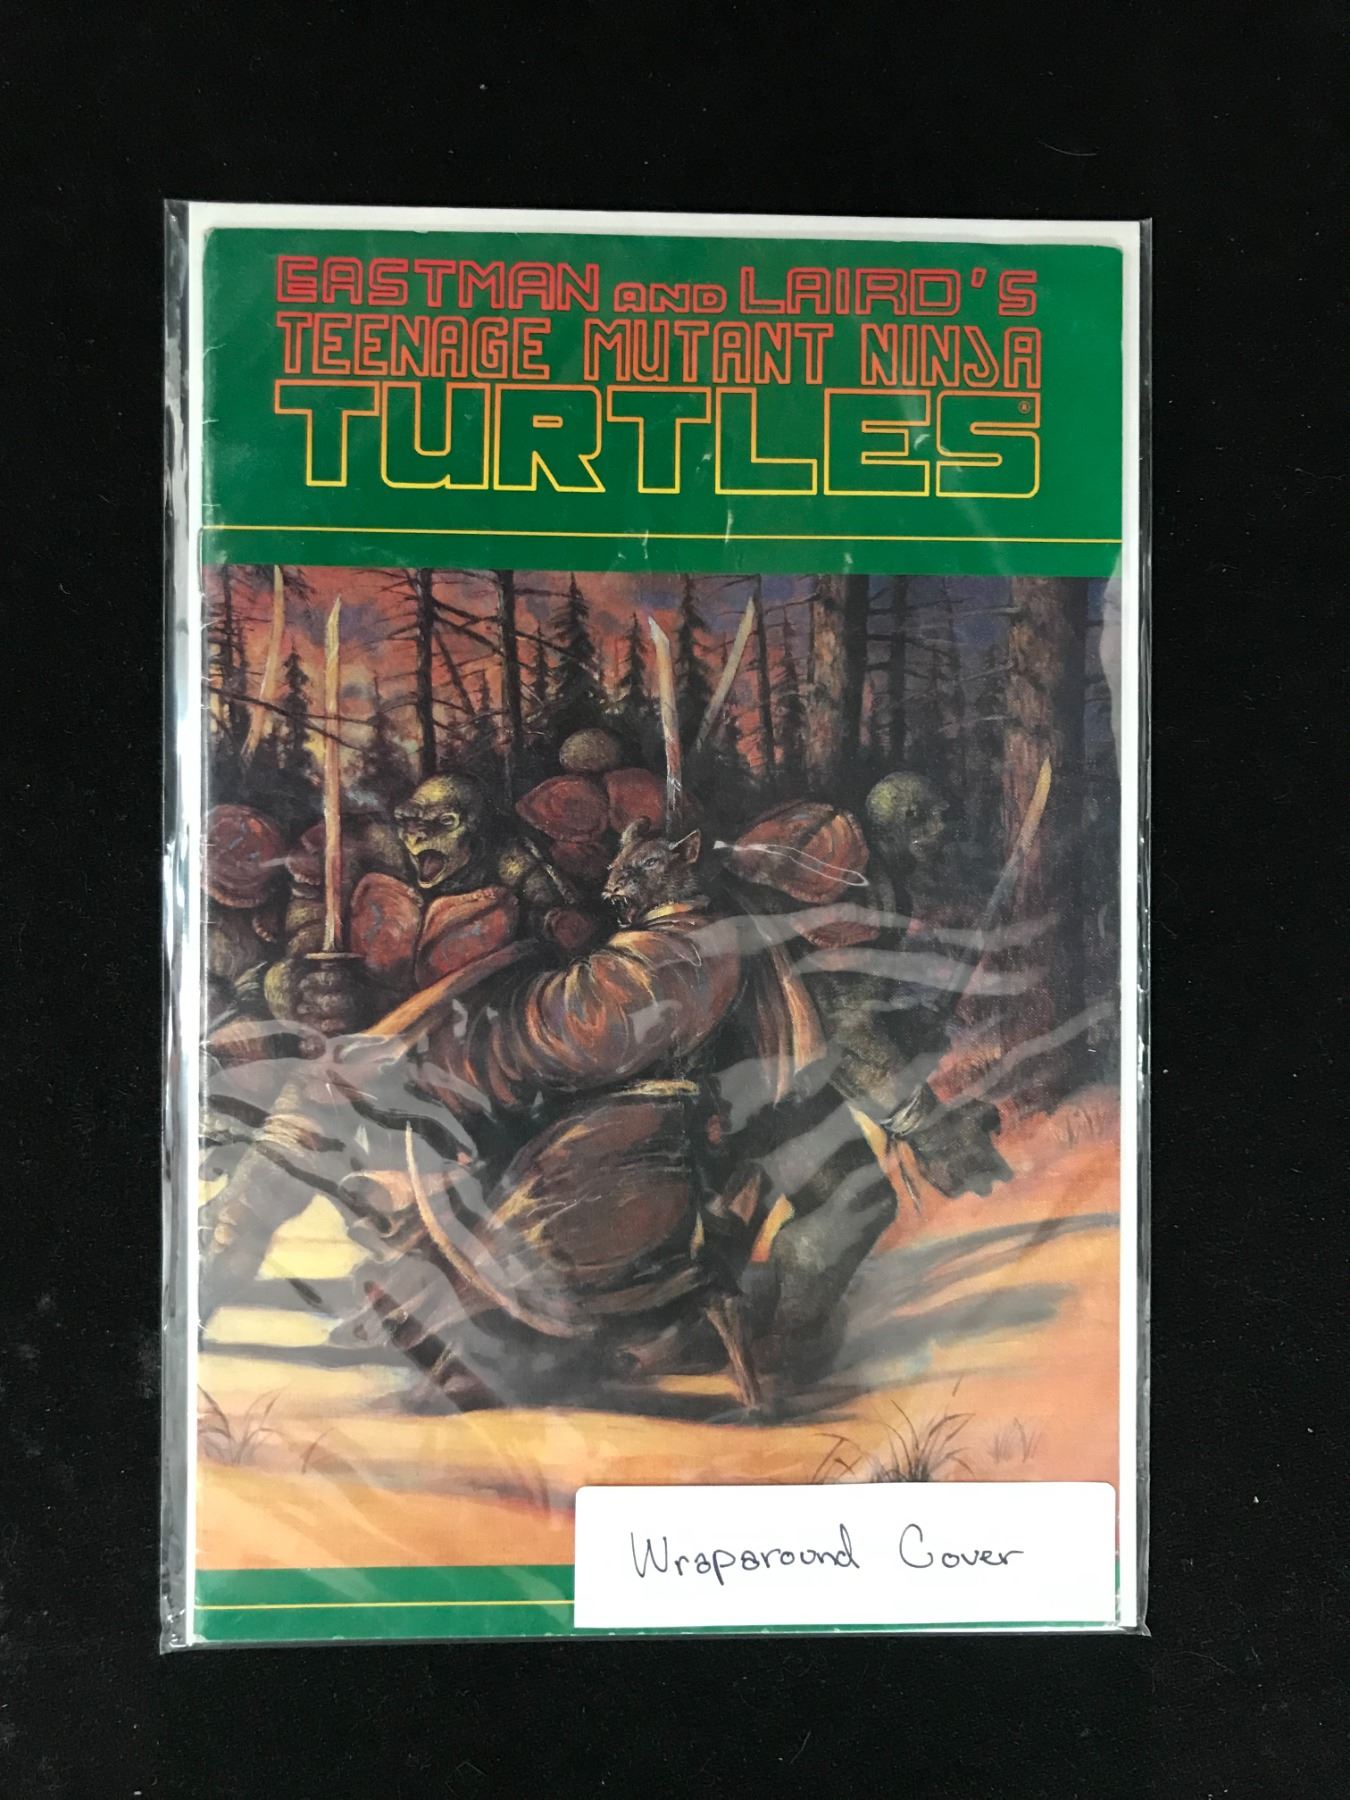 EASTMAN AND LAIRD'S
TEENAGE MUTANT NINJA
TURTLES®
Wraparound Cover